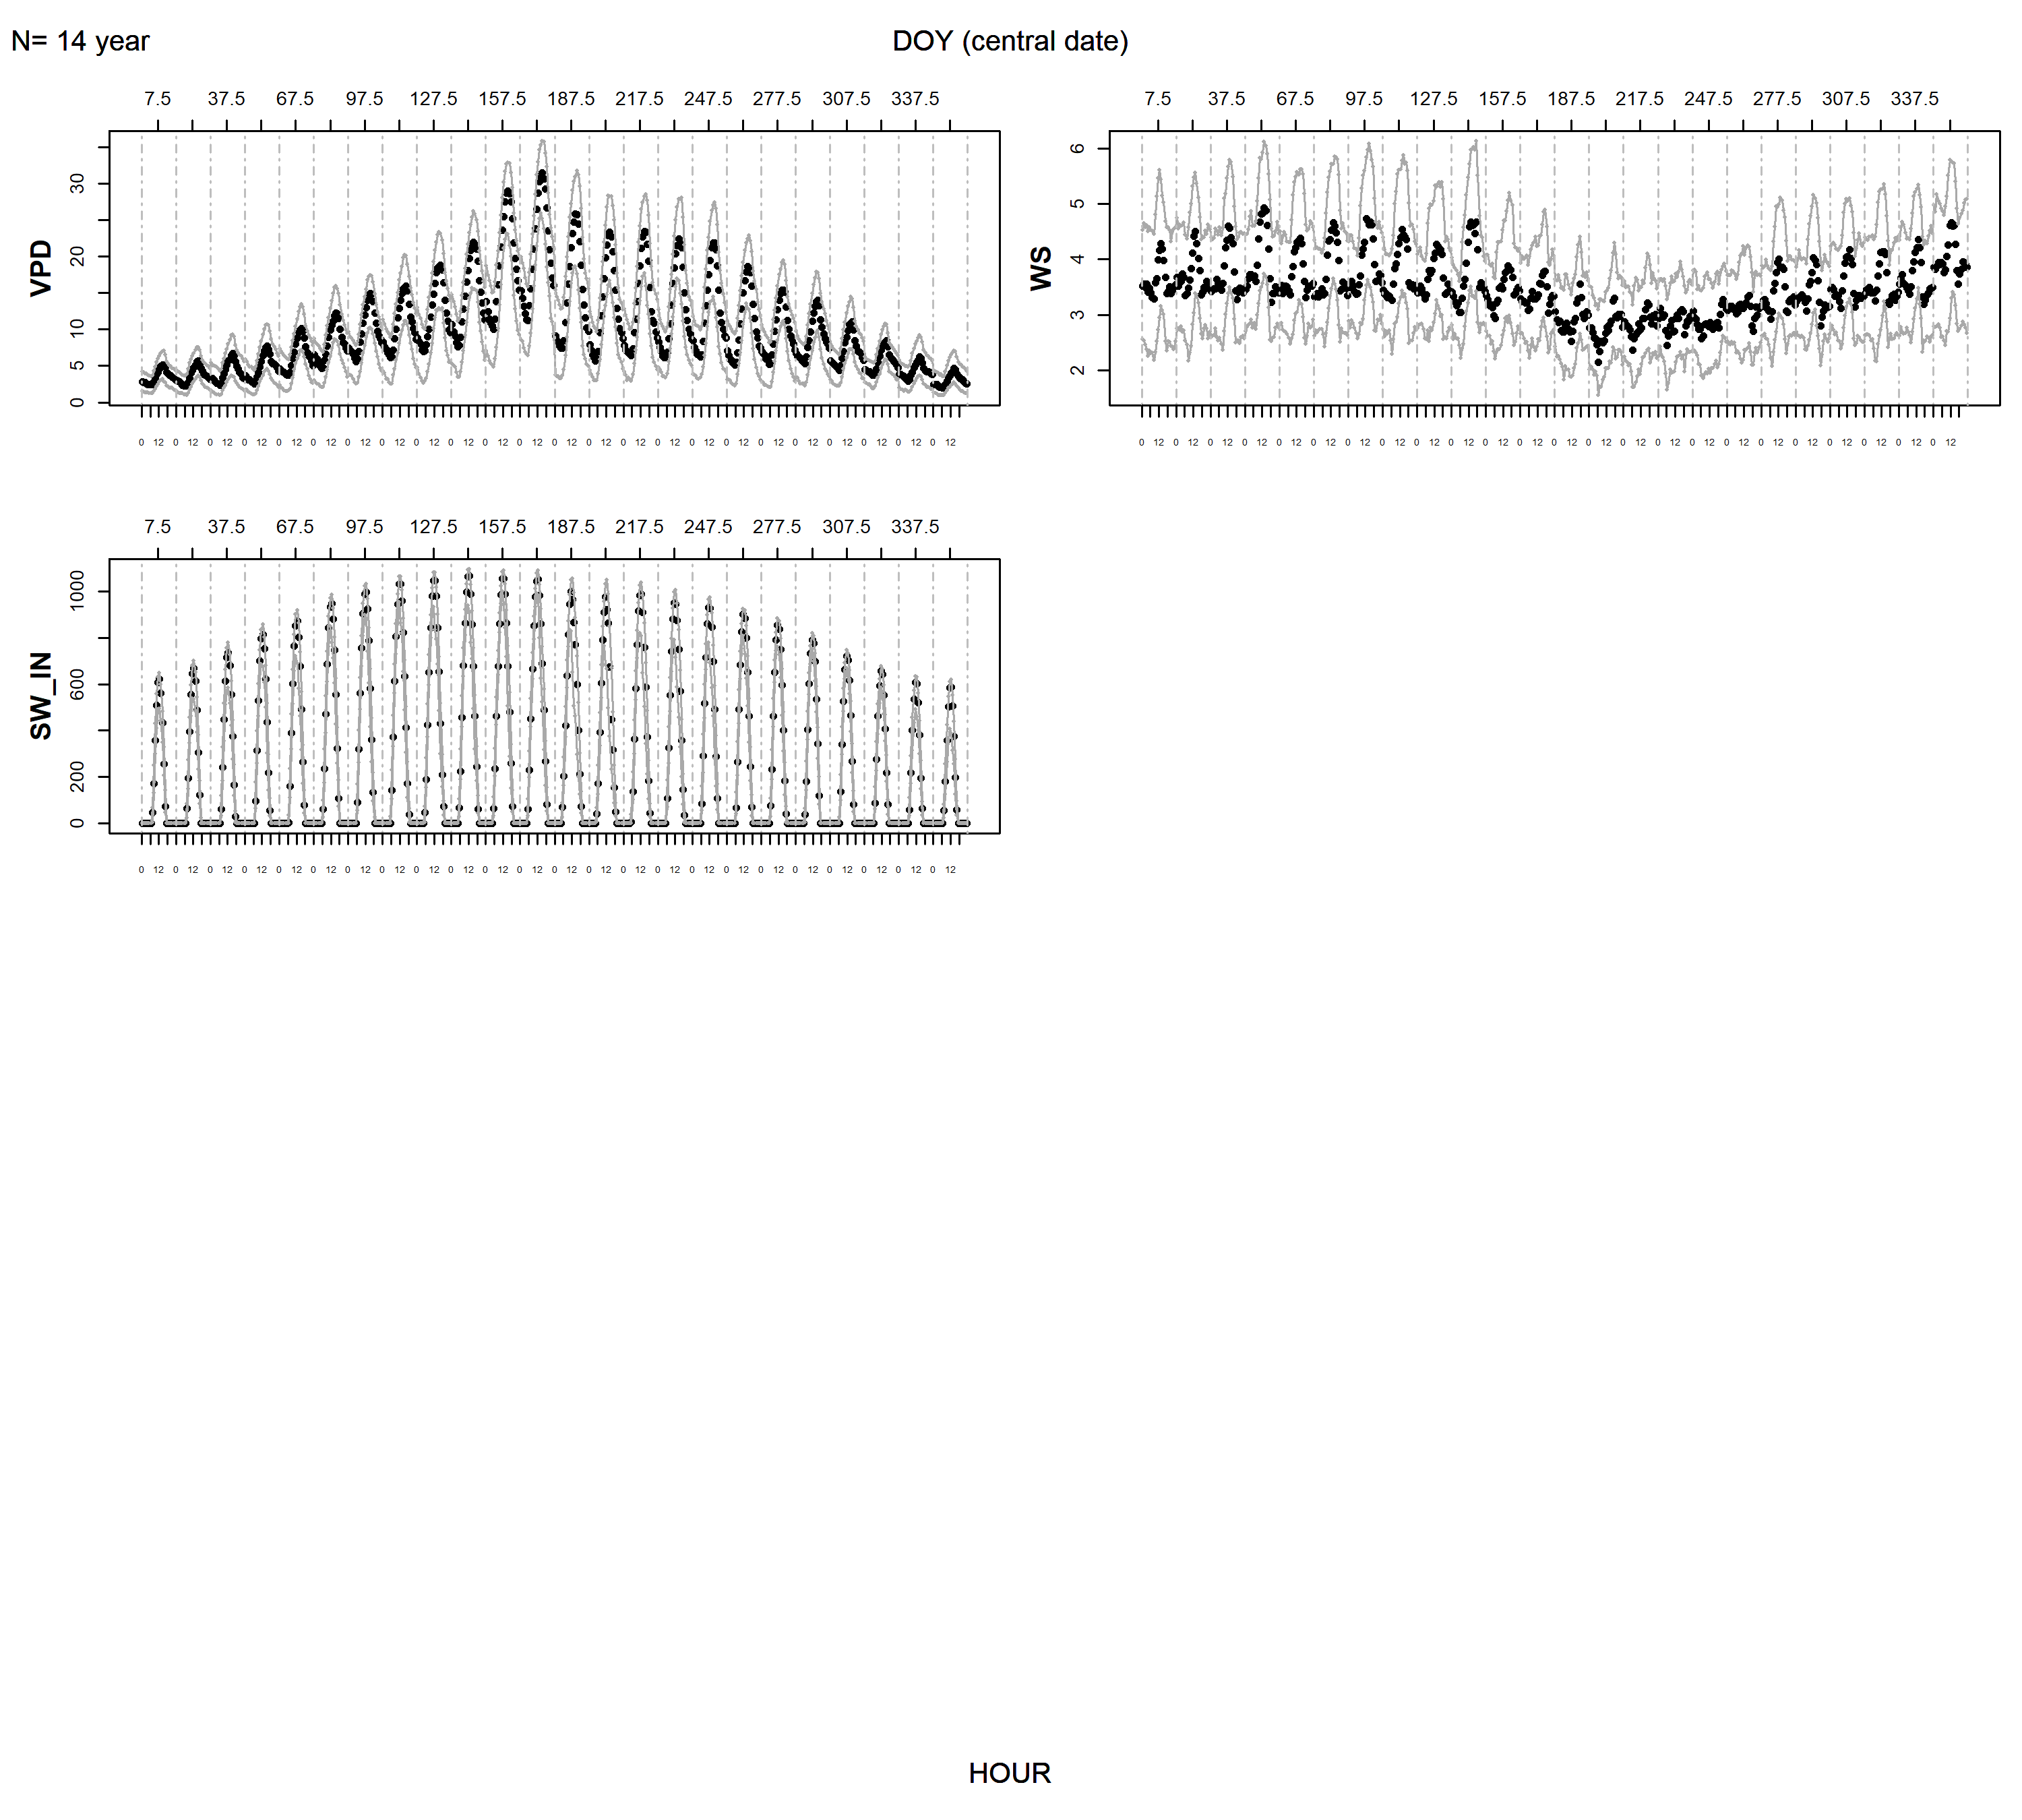 N= 14 year
DOY (central date)
7.5 37.5 67.5 97.5 127.5 157.5 187.5 217.5 247.5 277.5 307.5 337.5
VPD
0 5 10 20 30
0 12 0 12 0 12 0 12 0 12 0 12 0 12 0 12 0 12 0 12 0 12 0 12 0 12 0 12 0 12 0 12 0 12 0 12 0 12 0 12 0 12 0 12 0 12 0 12
7.5 37.5 67.5 97.5 127.5 157.5 187.5 217.5 247.5 277.5 307.5 337.5
WS
2 3 4 5 6
0 12 0 12 0 12 0 12 0 12 0 12 0 12 0 12 0 12 0 12 0 12 0 12 0 12 0 12 0 12 0 12 0 12 0 12 0 12 0 12 0 12 0 12 0 12 0 12
7.5 37.5 67.5 97.5 127.5 157.5 187.5 217.5 247.5 277.5 307.5 337.5
SW_IN
0 200 600 1000
0 12 0 12 0 12 0 12 0 12 0 12 0 12 0 12 0 12 0 12 0 12 0 12 0 12 0 12 0 12 0 12 0 12 0 12 0 12 0 12 0 12 0 12 0 12 0 12
HOUR